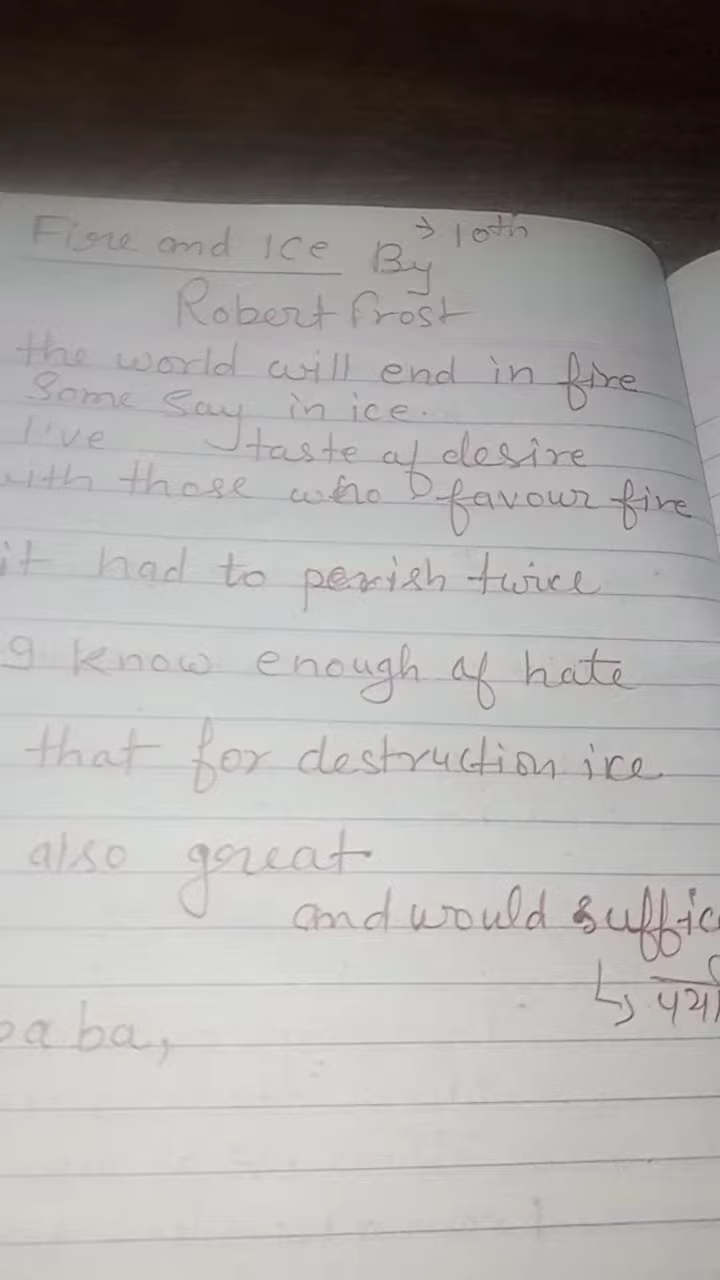 Fire and Ice By → 10th
Robert Frost
the world will end in fire
Some Say in ice.
I've taste of desire
with those who favour fire
it had to perish twice
I know enough of hate
that for destruction ice
also great
and would suffic
↳
aba,